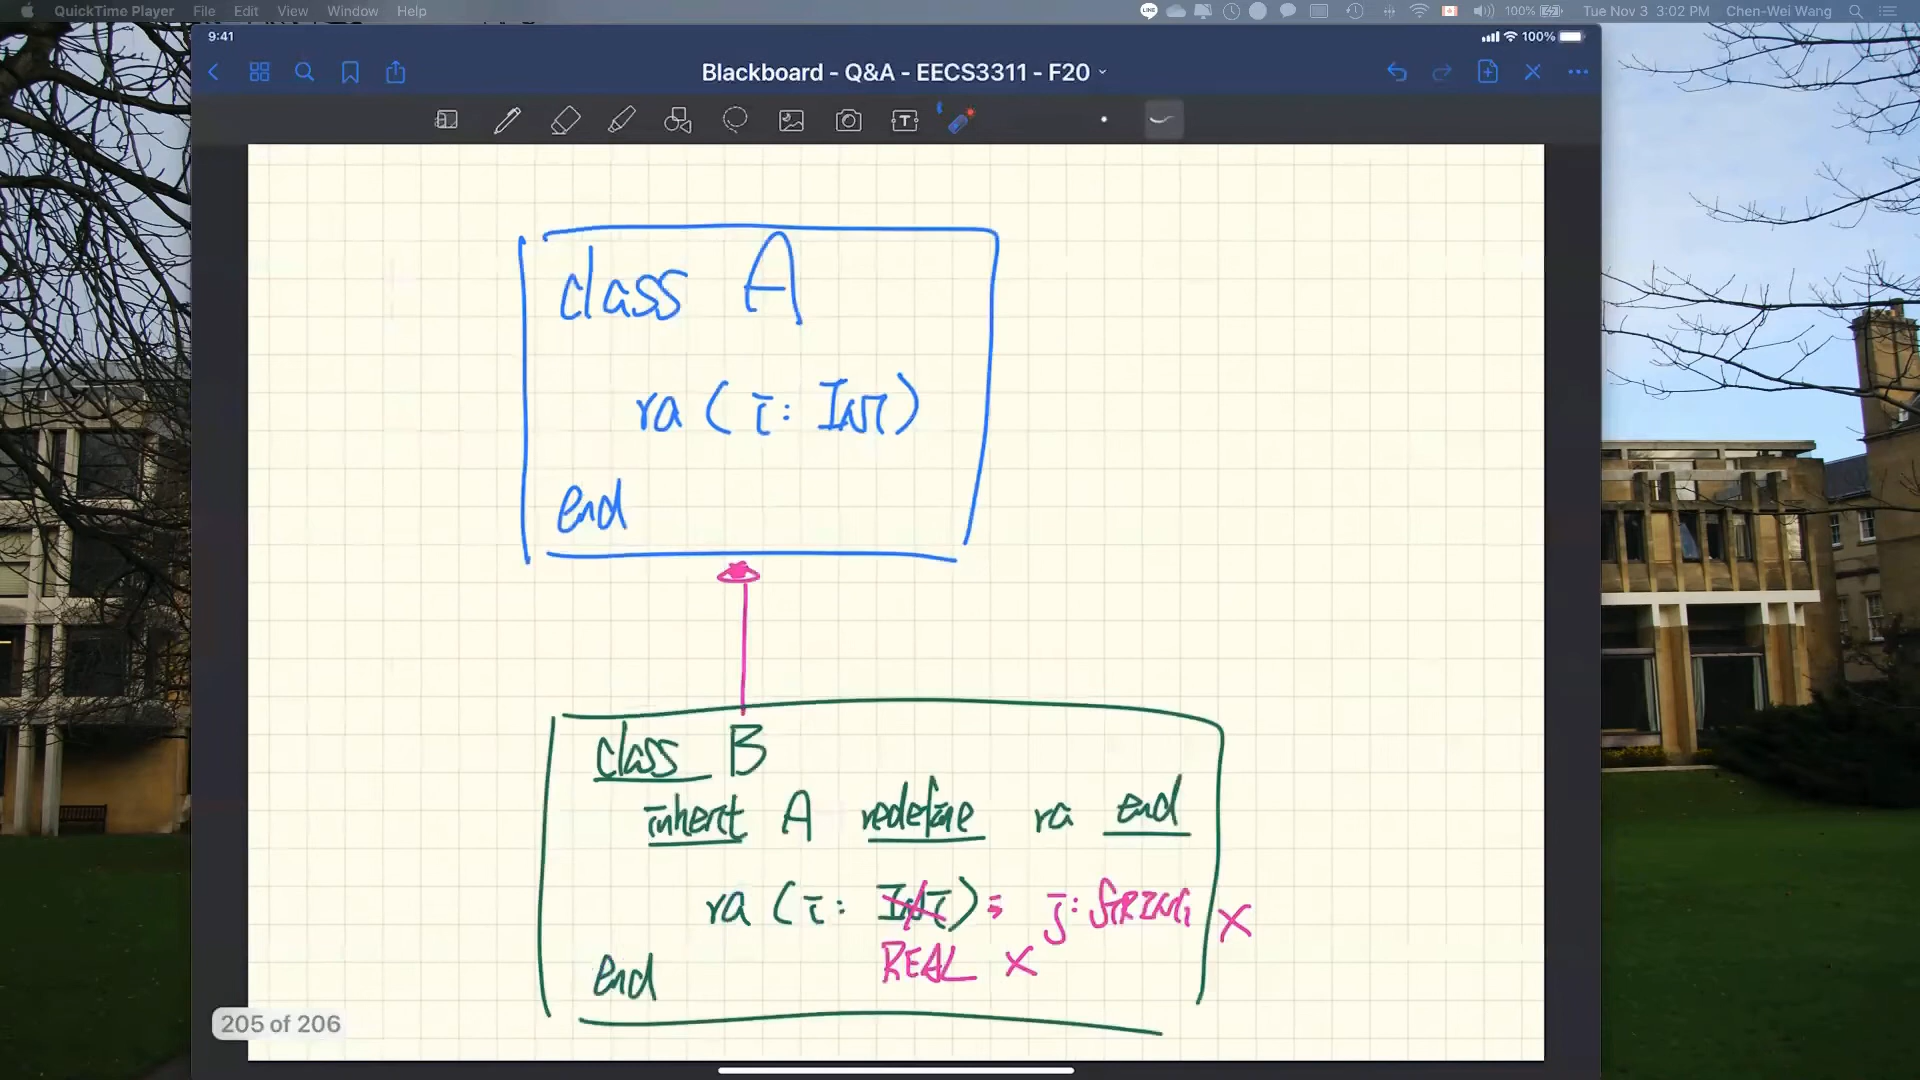 QuickTime Player File Edit View Window Help 100% Tue Nov 3 3:02 PM Chen-Wei Wang
9:41 100%
Blackboard - Q&A - EECS3311 - F20
class A
ra (i: INT)
end
class B
inherit A redefine ra end
ra (i: INT); j: STRING X
REAL X
end
205 of 206